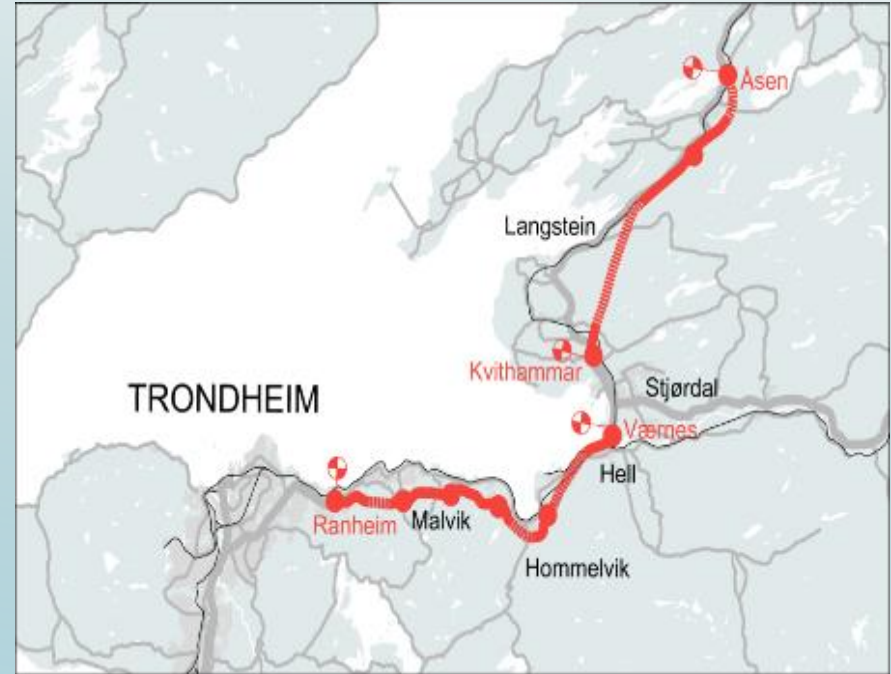 Åsen
Langstein
Kvithammar
Stjørdal
TRONDHEIM
Værnes
Hell
Ranheim
Malvik
Hommelvik